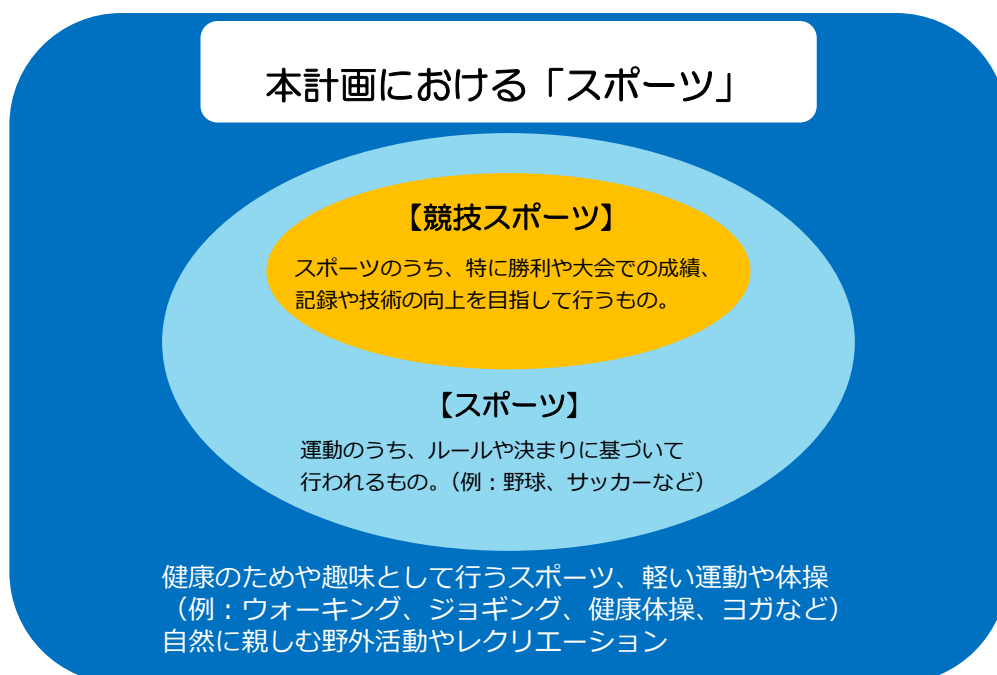 本計画における「スポーツ」
【競技スポーツ】
スポーツのうち、特に勝利や大会での成績、
記録や技術の向上を目指して行うもの。
【スポーツ】
運動のうち、ルールや決まりに基づいて
行われるもの。（例：野球、サッカーなど）
健康のためや趣味として行うスポーツ、軽い運動や体操
（例：ウォーキング、ジョギング、健康体操、ヨガなど）
自然に親しむ野外活動やレクリエーション